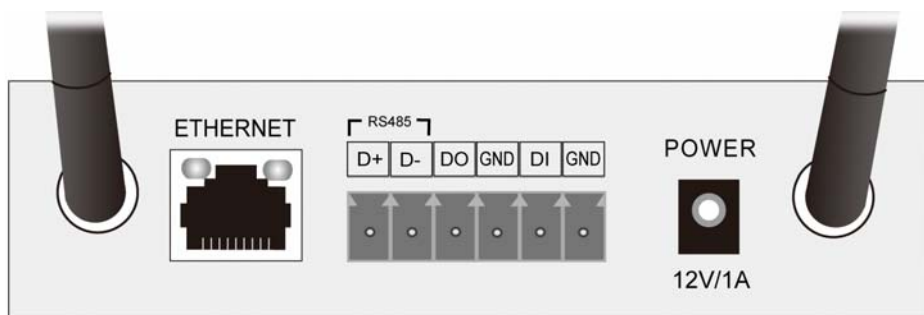 ETHERNET
RS485
D+ D- DO GND DI GND
POWER
12V/1A